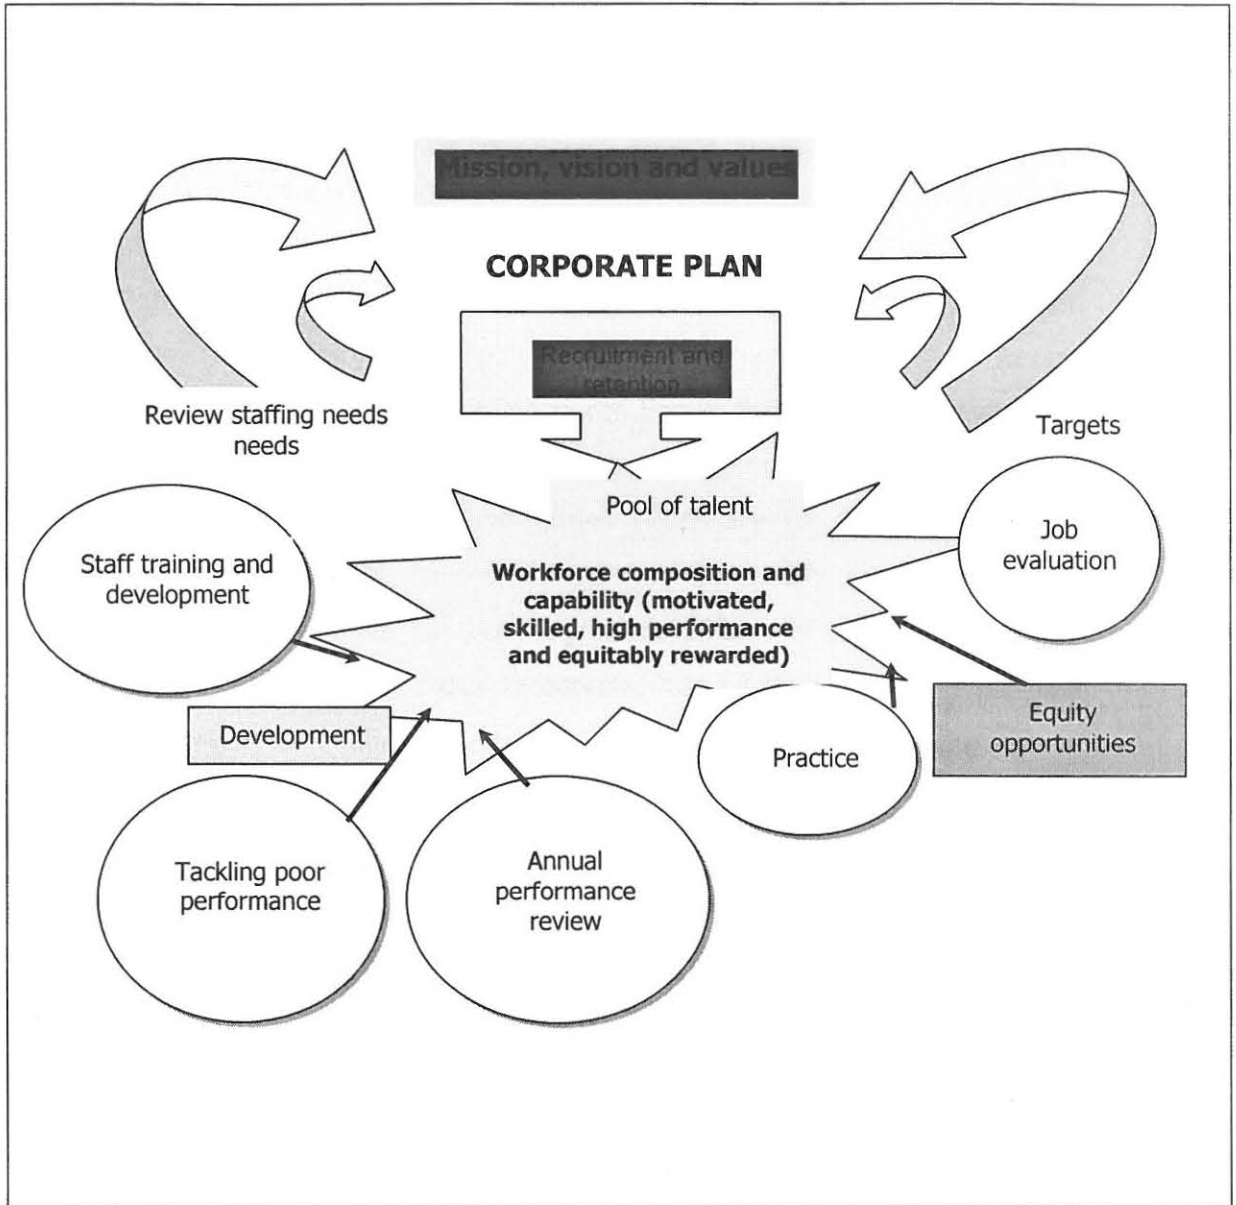 Mission, vision and values
CORPORATE PLAN
Recruitment and
retention
Review staffing needs
needs
Targets
Pool of talent
Job
evaluation
Staff training and
development
Workforce composition and
capability (motivated,
skilled, high performance
and equitably rewarded)
Development
Practice
Equity
opportunities
Tackling poor
performance
Annual
performance
review